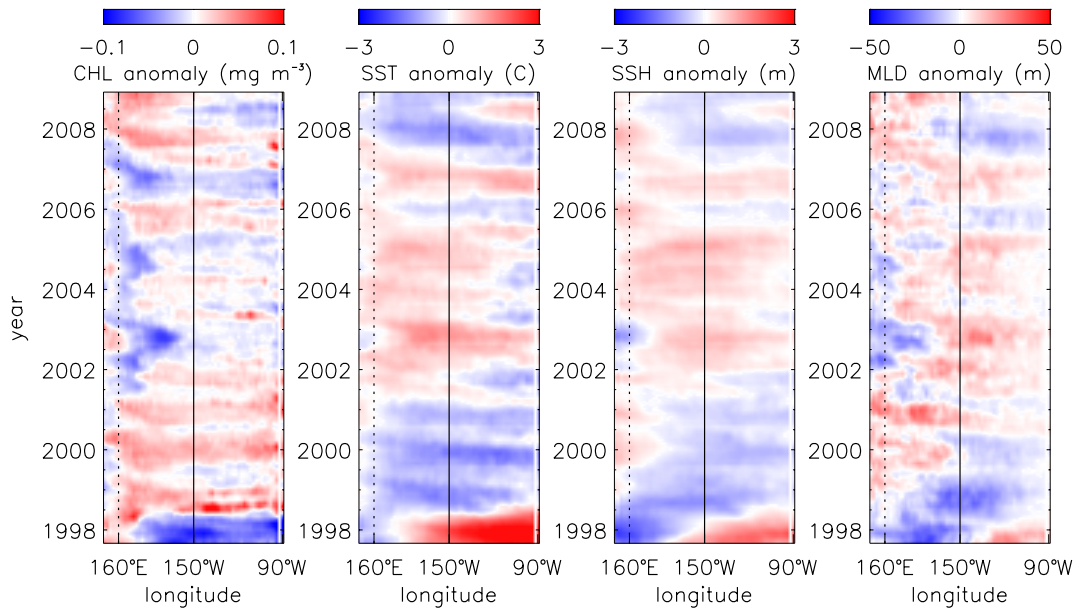 −0.1 0 0.1
CHL anomaly (mg m⁻³)
−3 0 3
SST anomaly (C)
−3 0 3
SSH anomaly (m)
−50 0 50
MLD anomaly (m)
year
2008
2006
2004
2002
2000
1998
160°E 150°W 90°W
longitude
2008
2006
2004
2002
2000
1998
160°E 150°W 90°W
longitude
2008
2006
2004
2002
2000
1998
160°E 150°W 90°W
longitude
2008
2006
2004
2002
2000
1998
160°E 150°W 90°W
longitude